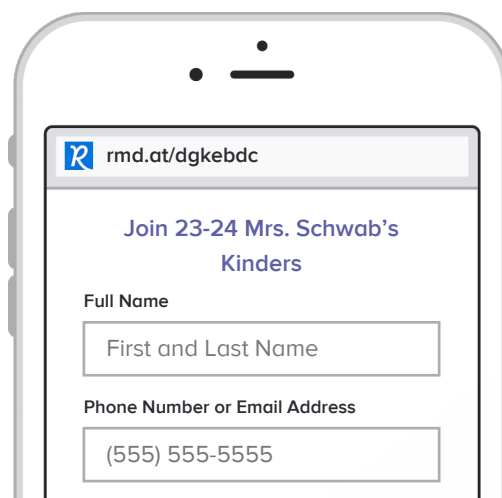 rmd.at/dgkebdc
Join 23-24 Mrs. Schwab's
Kinders
Full Name
First and Last Name
Phone Number or Email Address
(555) 555-5555